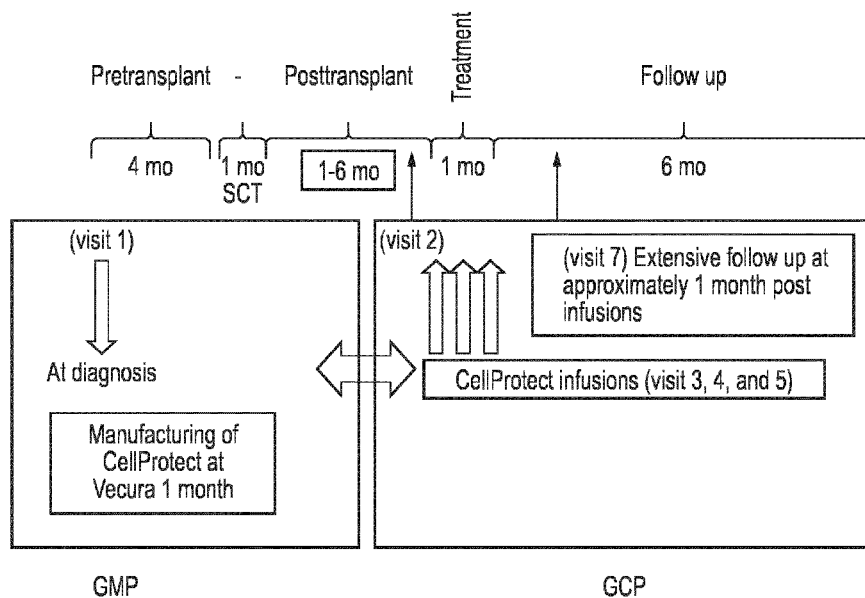 Pretransplant - Posttransplant Treatment Follow up
4 mo 1 mo 1-6 mo 1 mo 6 mo
SCT
(visit 1)
At diagnosis
Manufacturing of
CellProtect at
Vecura 1 month
GMP
(visit 2)
(visit 7) Extensive follow up at
approximately 1 month post
infusions
CellProtect infusions (visit 3, 4, and 5)
GCP